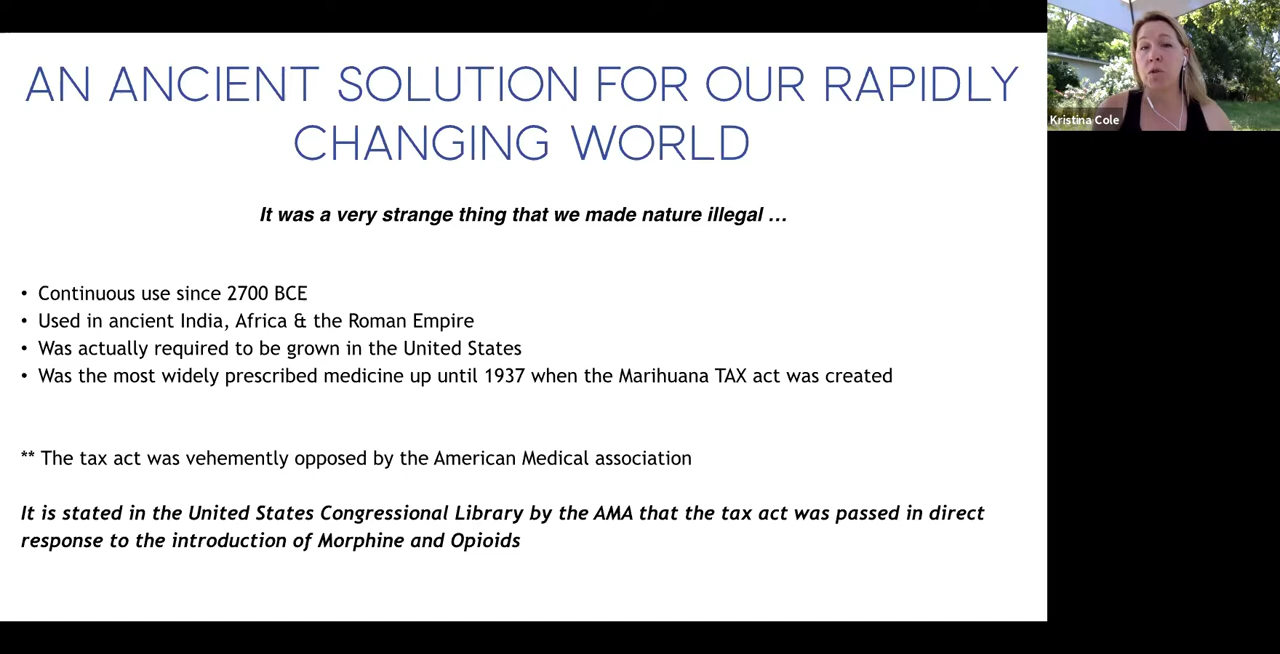 AN ANCIENT SOLUTION FOR OUR RAPIDLY
CHANGING WORLD
It was a very strange thing that we made nature illegal …
• Continuous use since 2700 BCE
• Used in ancient India, Africa & the Roman Empire
• Was actually required to be grown in the United States
• Was the most widely prescribed medicine up until 1937 when the Marihuana TAX act was created
** The tax act was vehemently opposed by the American Medical association
It is stated in the United States Congressional Library by the AMA that the tax act was passed in direct
response to the introduction of Morphine and Opioids
Kristina Cole